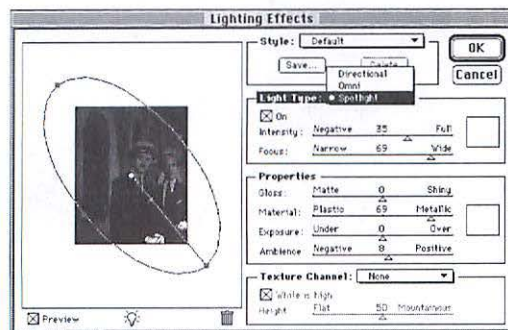 Lighting Effects
Style: Default
Save... Delete
OK
Cancel
Directional
Omni
Light Type: Spotlight
On
Intensity: Negative 35 Full
Focus: Narrow 69 Wide
Properties
Gloss: Matte 0 Shiny
Material: Plastic 69 Metallic
Exposure: Under 0 Over
Ambience Negative 8 Positive
Texture Channel: None
White is high
Height Flat 50 Mountainous
Preview